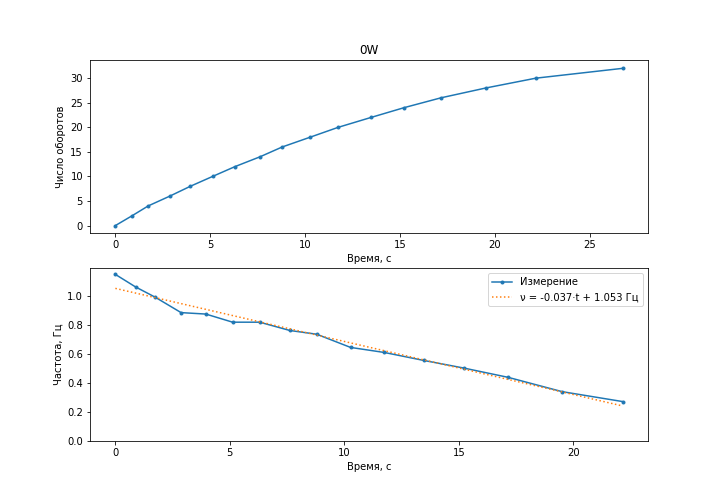 0W
Число оборотов
30
25
20
15
10
5
0
0 5 10 15 20 25
Время, с
Частота, Гц
1.0
0.8
0.6
0.4
0.2
0.0
Измерение
ν = -0.037·t + 1.053 Гц
0 5 10 15 20
Время, с